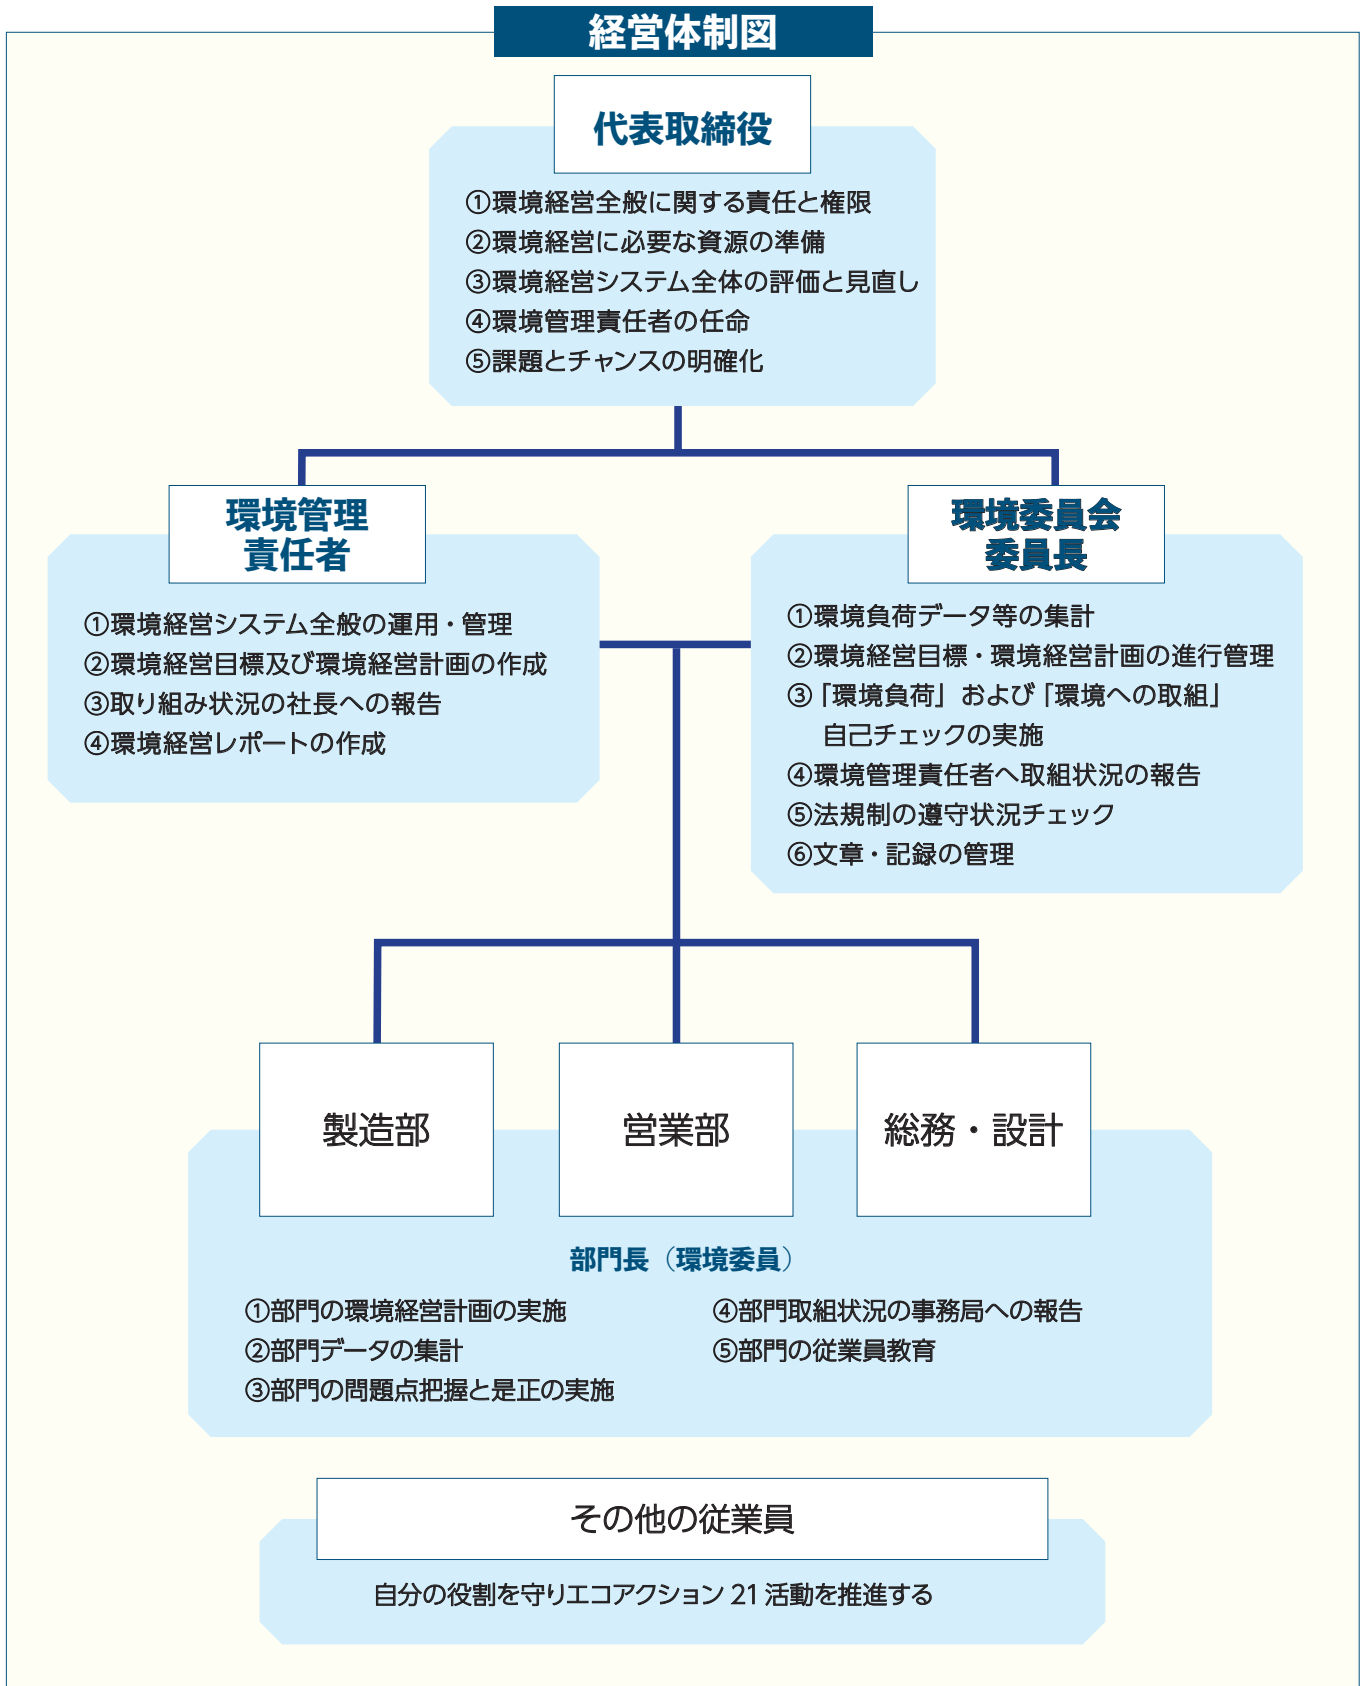 経営体制図
代表取締役
①環境経営全般に関する責任と権限
②環境経営に必要な資源の準備
③環境経営システム全体の評価と見直し
④環境管理責任者の任命
⑤課題とチャンスの明確化
環境管理
責任者
①環境経営システム全般の運用・管理
②環境経営目標及び環境経営計画の作成
③取り組み状況の社長への報告
④環境経営レポートの作成
環境委員会
委員長
①環境負荷データ等の集計
②環境経営目標・環境経営計画の進行管理
③「環境負荷」および「環境への取組」
自己チェックの実施
④環境管理責任者へ取組状況の報告
⑤法規制の遵守状況チェック
⑥文章・記録の管理
製造部
営業部
総務・設計
部門長（環境委員）
①部門の環境経営計画の実施
②部門データの集計
③部門の問題点把握と是正の実施
④部門取組状況の事務局への報告
⑤部門の従業員教育
その他の従業員
自分の役割を守りエコアクション 21 活動を推進する